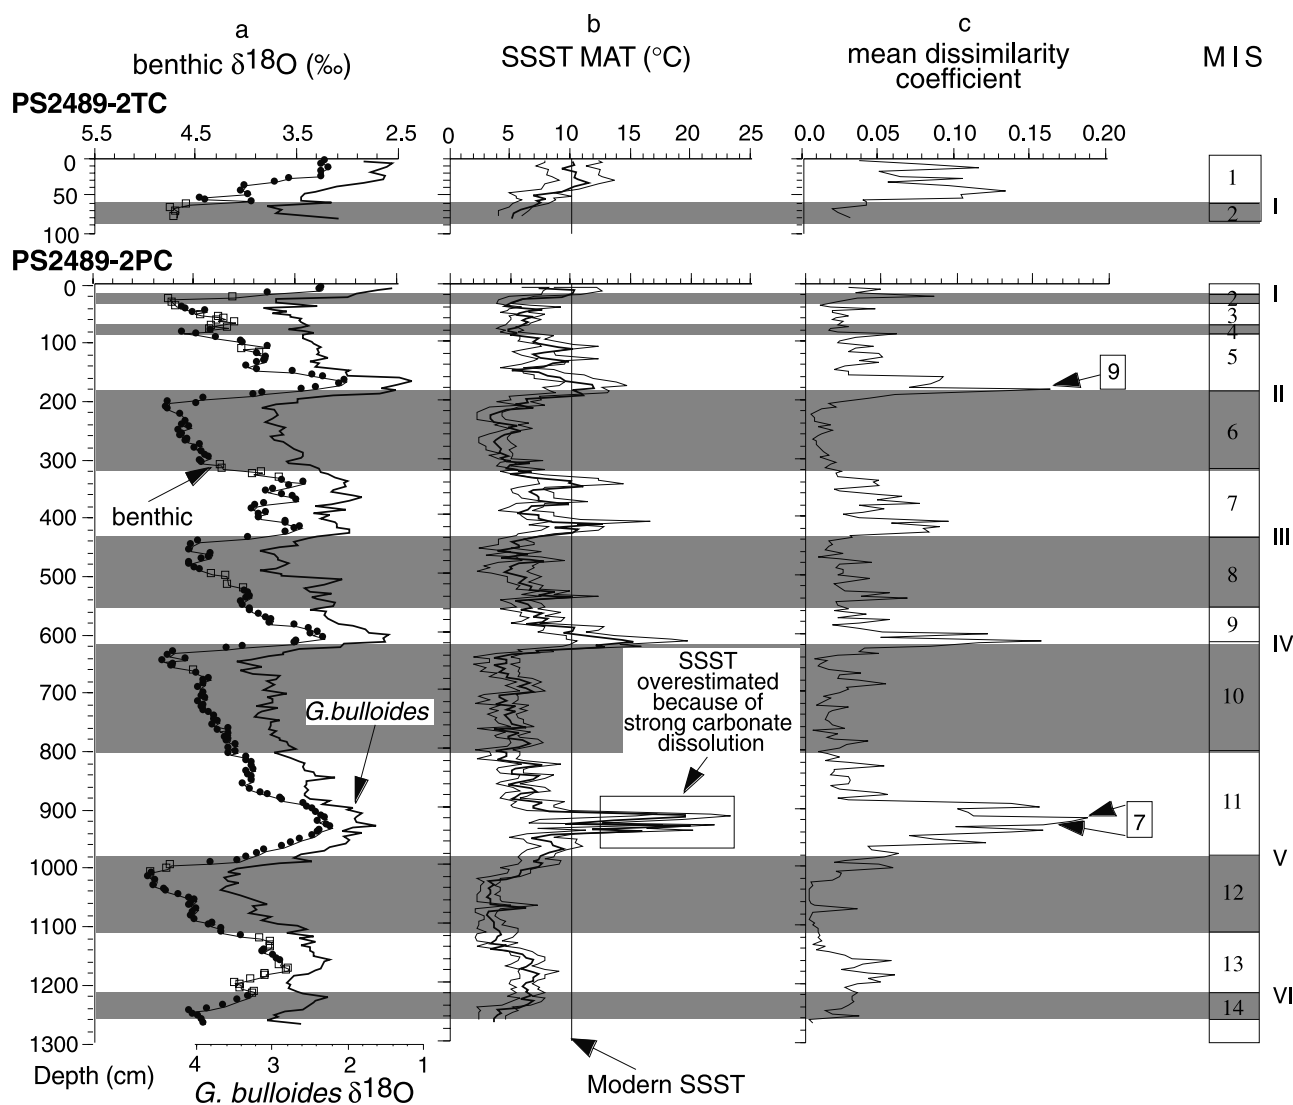 a
benthic δ18O (‰)
b
SSST MAT (°C)
c
mean dissimilarity
coefficient
MIS
PS2489-2TC
5.5 4.5 3.5 2.5
0 5 10 15 20 25
0.0 0.05 0.10 0.15 0.20
0
50
100
1
2
I
PS2489-2PC
0
100
200
300
400
500
600
700
800
900
1000
1100
1200
1300
benthic
G.bulloides
SSST
overestimated
because of
strong carbonate
dissolution
9
7
2
3
4
5
6
7
8
9
10
11
12
13
14
I
II
III
IV
V
VI
Modern SSST
Depth (cm)
4 3 2 1
G. bulloides δ18O